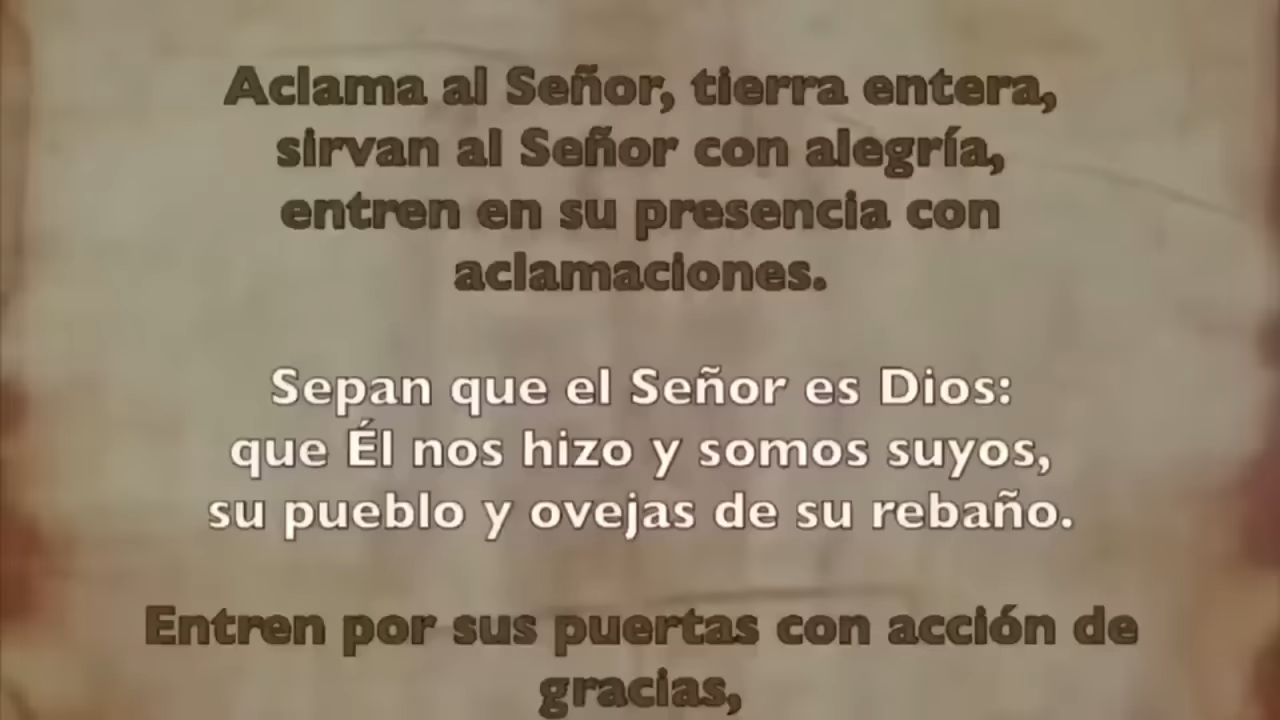 Aclama al Señor, tierra entera,
sirvan al Señor con alegría,
entren en su presencia con
aclamaciones.
Sepan que el Señor es Dios:
que Él nos hizo y somos suyos,
su pueblo y ovejas de su rebaño.
Entren por sus puertas con acción de
gracias,